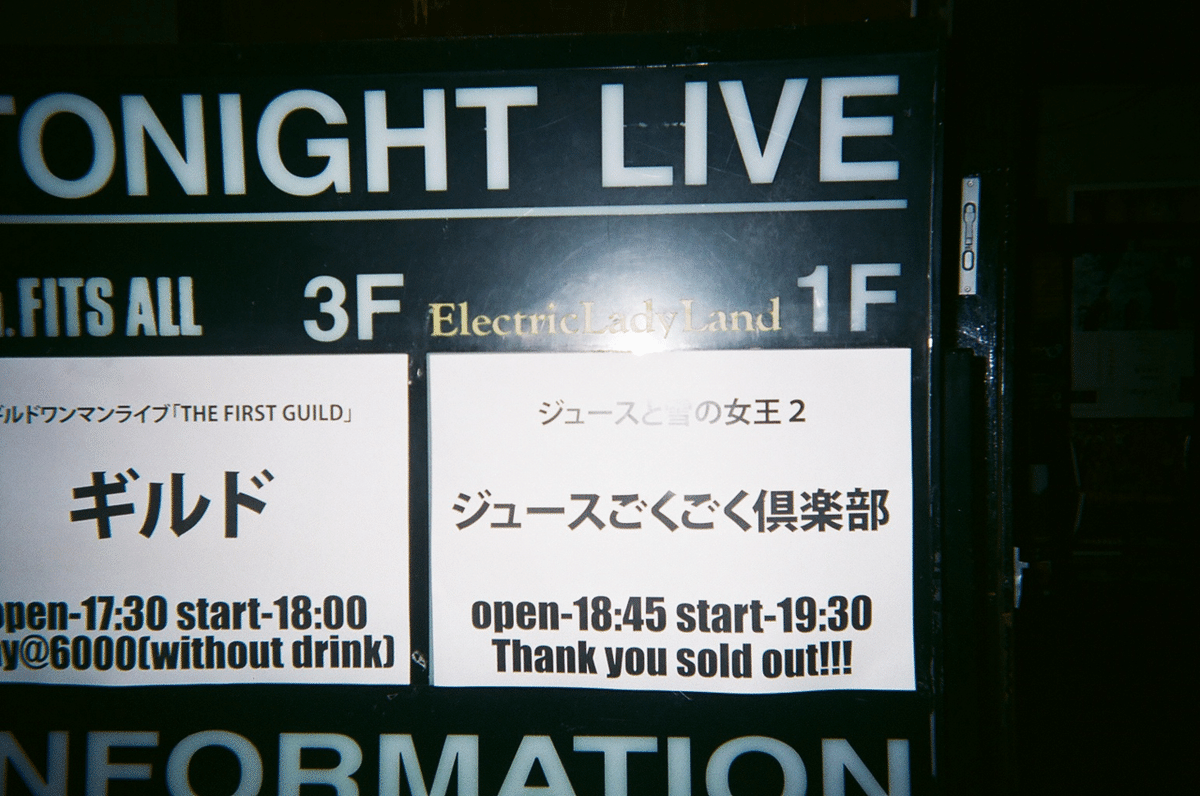 TONIGHT LIVE
.FITS ALL 3F
ギルドワンマンライブ「THE FIRST GUILD」
ギルド
open-17:30 start-18:00
@6000(without drink)
ElectricLadyLand 1F
ジュースと雪の女王2
ジュースごくごく倶楽部
open-18:45 start-19:30
Thank you sold out!!!
INFORMATION